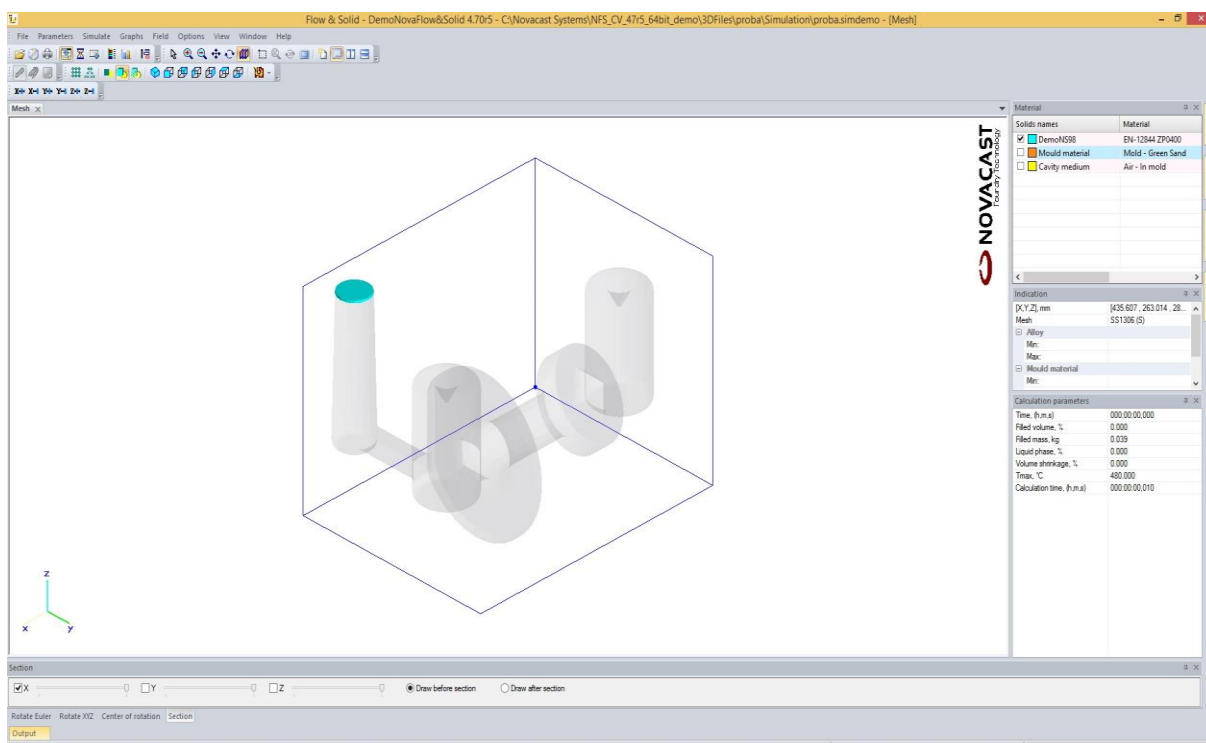 Flow & Solid - DemoNovaFlow&Solid 4.70r5 - C:\Novacast Systems\NFS_CV_47r5_64bit_demo\3DFiles\proba\Simulation\proba.simdemo - [Mesh]
File Parameters Simulate Graphs Field Options View Window Help
X+ X- Y+ Y- Z+ Z-
Mesh
NOVACAST
Foundry Technology
z
x
y
Material
Solids names Material
DemoNS98 EN-12844 ZP0400
Mould material Mold - Green Sand
Cavity medium Air - In mold
Indication
[X,Y,Z], mm [435.607 , 263.014 , 28...
Mesh SS1306 (S)
Alloy
Min:
Max:
Mould material
Min:
Calculation parameters
Time, (h,m,s) 000:00:00,000
Filled volume, % 0.000
Filled mass, kg 0.039
Liquid phase, % 0.000
Volume shrinkage, % 0.000
Tmax, °C 480.000
Calculation time, (h,m,s) 000:00:00,010
Section
X Y Z Draw before section Draw after section
Rotate Euler Rotate XYZ Center of rotation Section
Output